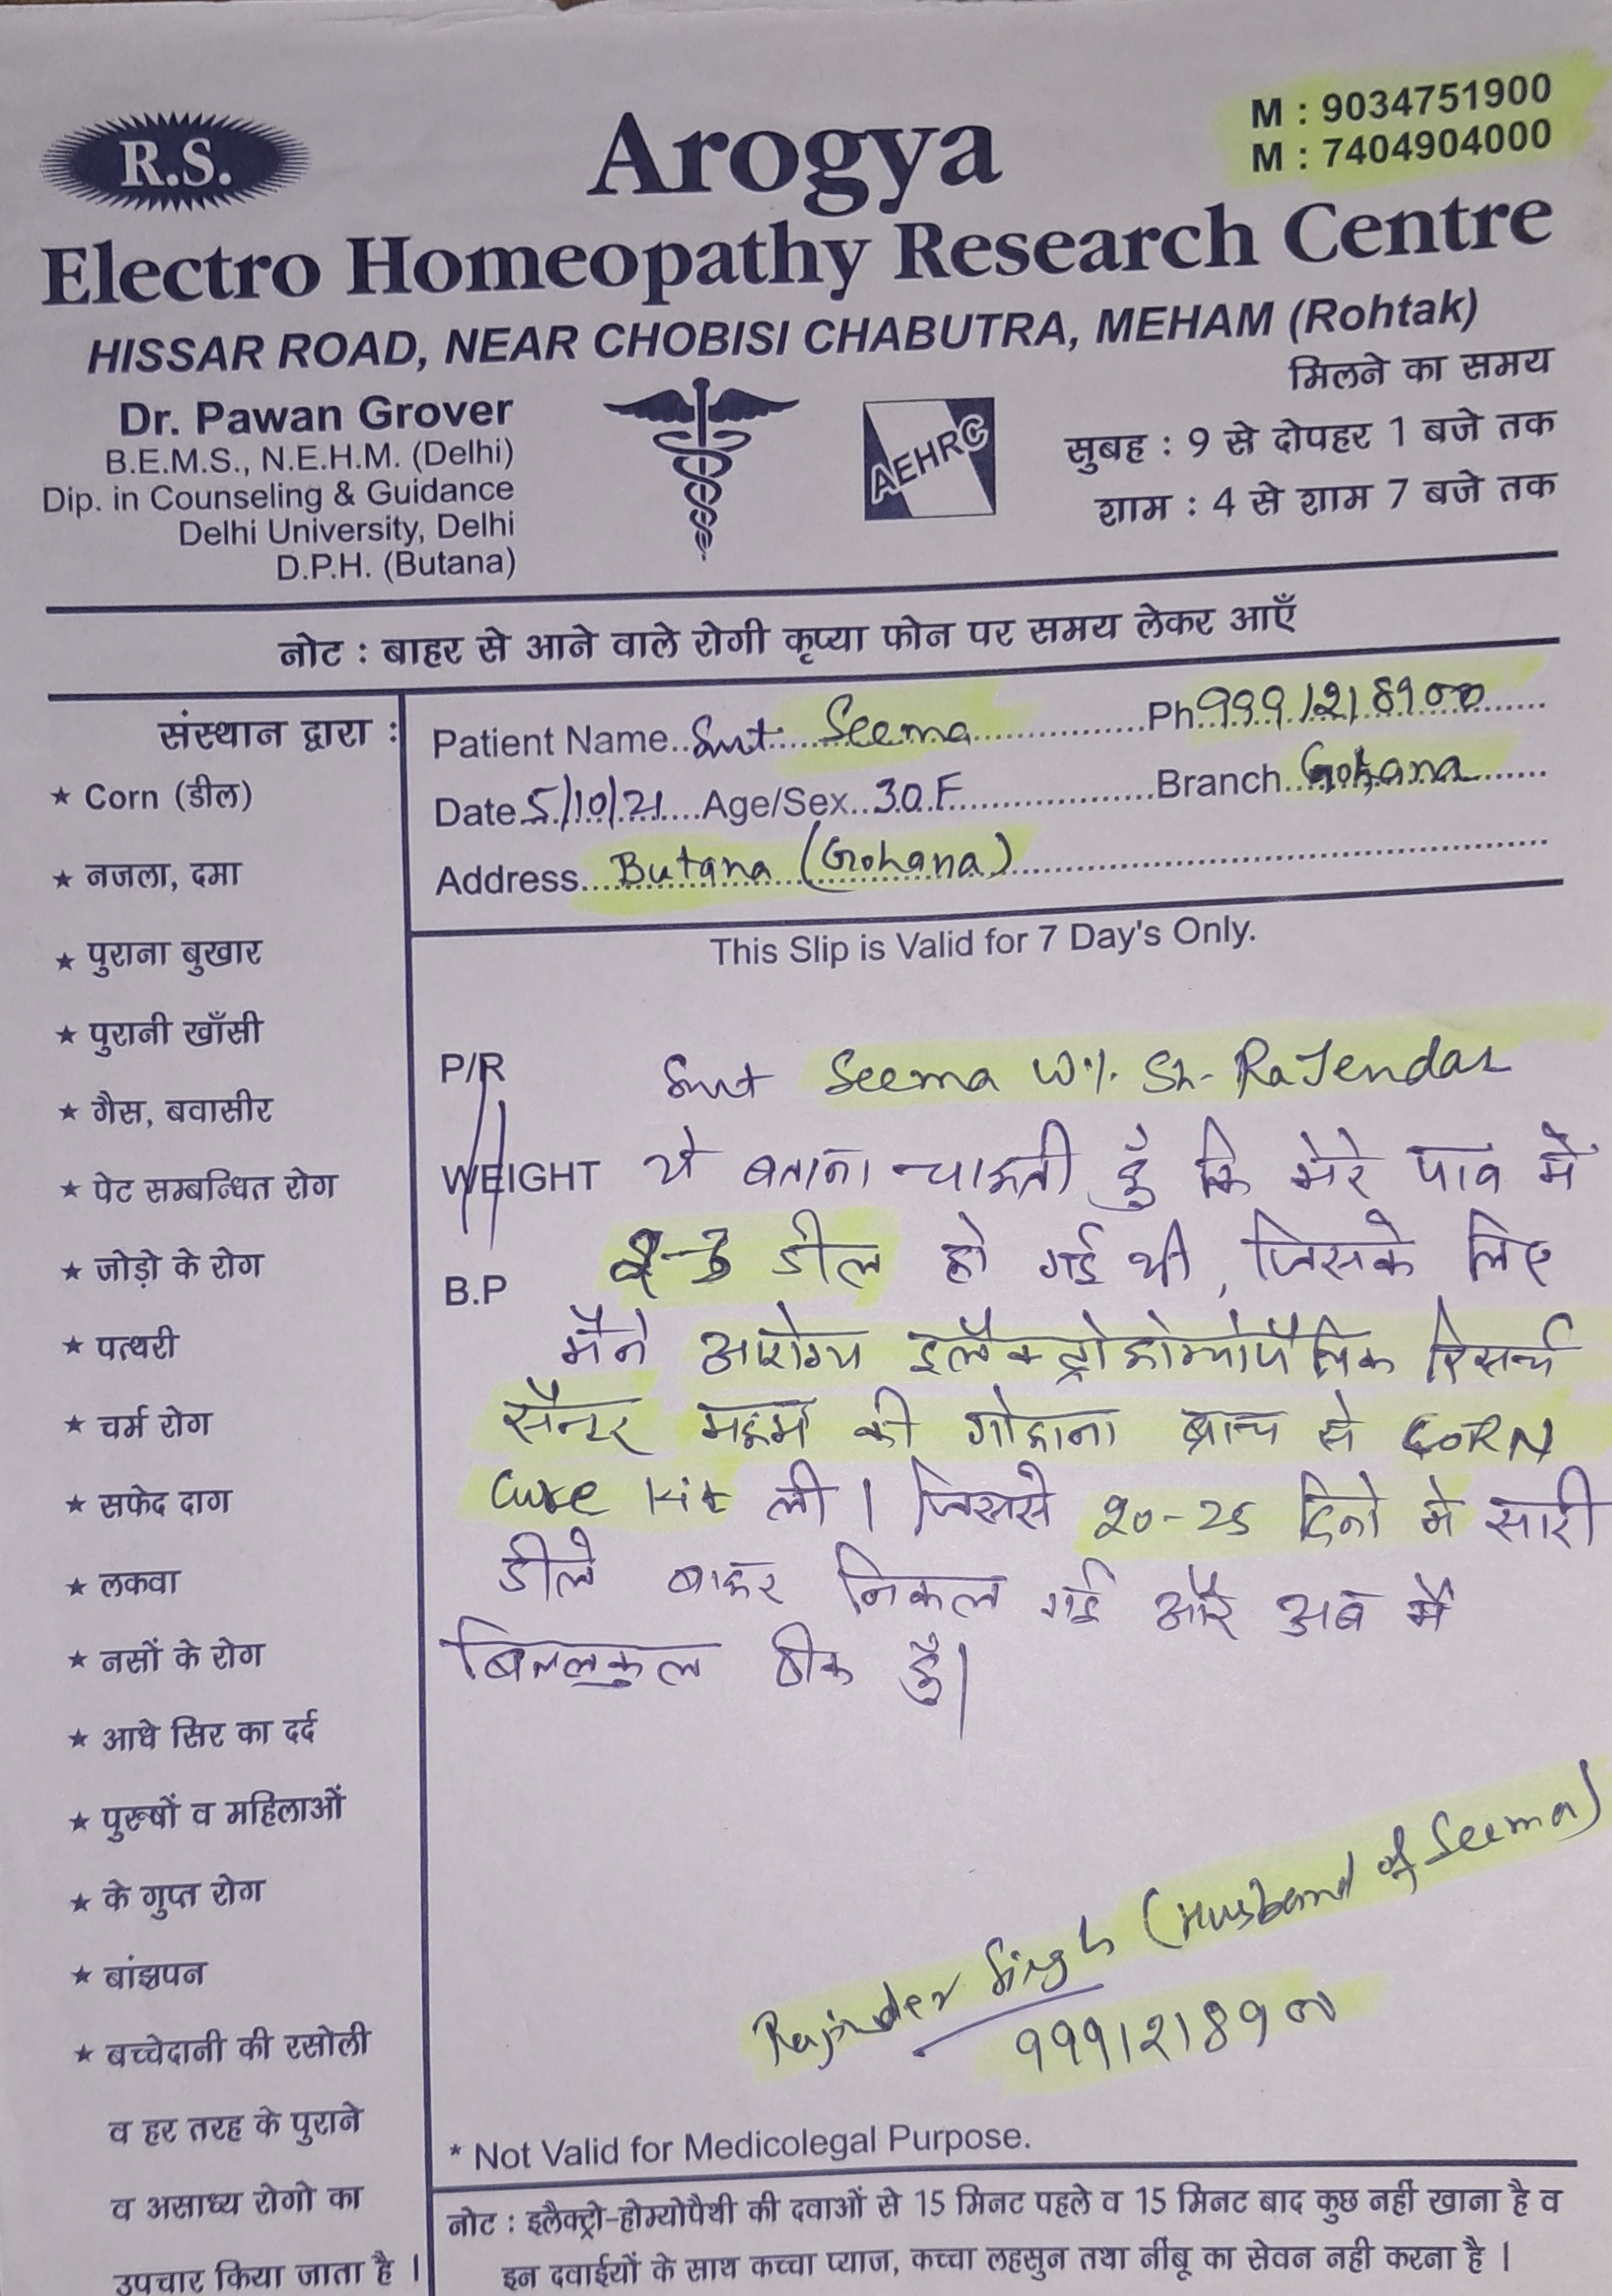 R.S.
Arogya
M : 9034751900
M : 7404904000
Electro Homeopathy Research Centre
HISSAR ROAD, NEAR CHOBISI CHABUTRA, MEHAM (Rohtak)
Dr. Pawan Grover
B.E.M.S., N.E.H.M. (Delhi)
Dip. in Counseling & Guidance
Delhi University, Delhi
D.P.H. (Butana)
AEHRC
मिलने का समय
सुबह : 9 से दोपहर 1 बजे तक
शाम : 4 से शाम 7 बजे तक
नोट : बाहर से आने वाले रोगी कृप्या फोन पर समय लेकर आएँ
संस्थान द्वारा :
★ Corn (डील)
★ नजला, दमा
★ पुराना बुखार
★ पुरानी खाँसी
★ गैस, बवासीर
★ पेट सम्बन्धित रोग
★ जोड़ो के रोग
★ पत्थरी
★ चर्म रोग
★ सफेद दाग
★ लकवा
★ नसों के रोग
★ आधे सिर का दर्द
★ पुरूषों व महिलाओं
★ के गुप्त रोग
★ बांझपन
★ बच्चेदानी की रसोली
व हर तरह के पुराने
व असाध्य रोगो का
उपचार किया जाता है ।
Patient Name Smt Seema Ph 9991218900
Date 5/10/21 Age/Sex 30 F Branch Gohana
Address Butana (Gohana)
This Slip is Valid for 7 Day's Only.
P/R
WEIGHT
B.P
Smt Seema W/o Sh- RaJendar
ये बताना चाहती हूँ कि मेरे पाव में
2-3 डील हो गई थी, जिसके लिए
मैने आरोग्य इलैक्ट्रोहोम्योपैथिक रिसर्च
सैन्टर महम की गोहाना ब्रान्च से CORN
Cure Kit ली । जिससे 20-25 दिनो मे सारी
डीले बाहर निकल गई और अब मैं
बिललकुल ठीक हूँ।
Rajinder Singh (Husband of Seema)
9991218900
* Not Valid for Medicolegal Purpose.
नोट : इलैक्ट्रो-होम्योपैथी की दवाओं से 15 मिनट पहले व 15 मिनट बाद कुछ नहीं खाना है व
इन दवाईयों के साथ कच्चा प्याज, कच्चा लहसुन तथा नींबू का सेवन नही करना है ।